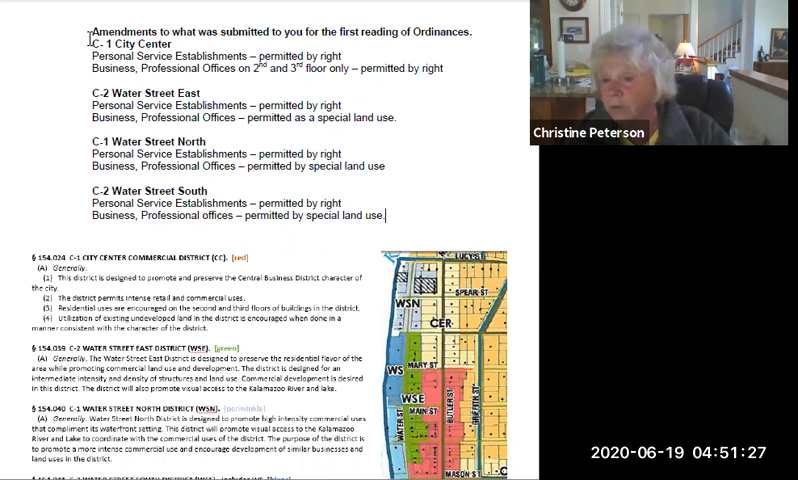 Amendments to what was submitted to you for the first reading of Ordinances.
C- 1 City Center
Personal Service Establishments – permitted by right
Business, Professional Offices on 2nd and 3rd floor only – permitted by right
C-2 Water Street East
Personal Service Establishments – permitted by right
Business, Professional Offices – permitted as a special land use.
C-1 Water Street North
Personal Service Establishments – permitted by right
Business, Professional Offices – permitted by special land use
C-2 Water Street South
Personal Service Establishments – permitted by right
Business, Professional offices – permitted by special land use.
§ 154.024 C-1 CITY CENTER COMMERCIAL DISTRICT (CC). [red]
(A) Generally.
(1) This district is designed to promote and preserve the Central Business District character of
the city.
(2) The district permits intense retail and commercial uses.
(3) Residential uses are encouraged on the second and third floors of buildings in the district.
(4) Utilization of existing undeveloped land in the district is encouraged when done in a
manner consistent with the character of the district.
§ 154.039 C-2 WATER STREET EAST DISTRICT (WSE). [green]
(A) Generally. The Water Street East District is designed to preserve the residential flavor of the
area while promoting commercial land use and development. The district is designed for an
intermediate intensity and density of structures and land use. Commercial development is desired
in this district. The district will also promote visual access to the Kalamazoo River and lake.
§ 154.040 C-1 WATER STREET NORTH DISTRICT (WSN). [periwinkle]
(A) Generally. Water Street North District is designed to promote high intensity commercial uses
that compliment its waterfront setting. This district will promote visual access to the Kalamazoo
River and Lake to coordinate with the commercial uses of the district. The purpose of the district is
to promote a more intense commercial use and encourage development of similar businesses and
land uses in the district.
LUCY ST
SPEAR ST
WSN
CER
MARY ST
WS
WSE
MAIN ST
WATER ST
BUTLER ST
GRIFFITH ST
MASON ST
C
Christine Peterson
2020-06-19 04:51:27